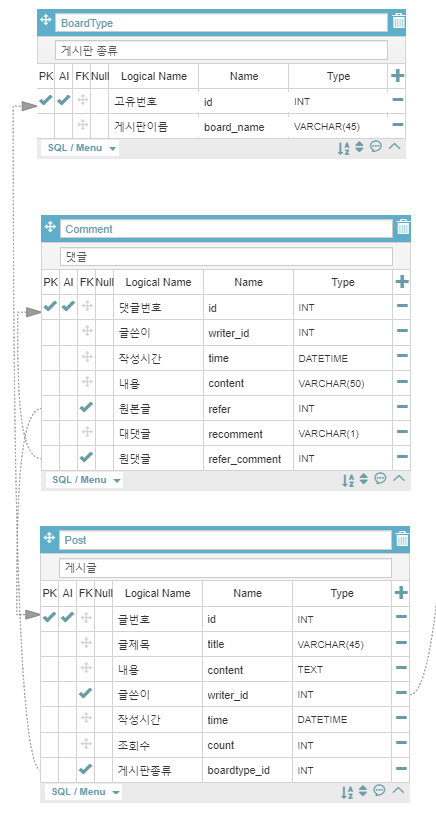 BoardType
게시판 종류
PK AI FK Null Logical Name Name Type
고유번호 id INT
게시판이름 board_name VARCHAR(45)
SQL / Menu
Comment
댓글
PK AI FK Null Logical Name Name Type
댓글번호 id INT
글쓴이 writer_id INT
작성시간 time DATETIME
내용 content VARCHAR(50)
원본글 refer INT
대댓글 recomment VARCHAR(1)
원댓글 refer_comment INT
SQL / Menu
Post
게시글
PK AI FK Null Logical Name Name Type
글번호 id INT
글제목 title VARCHAR(45)
내용 content TEXT
글쓴이 writer_id INT
작성시간 time DATETIME
조회수 count INT
게시판종류 boardtype_id INT
SQL / Menu